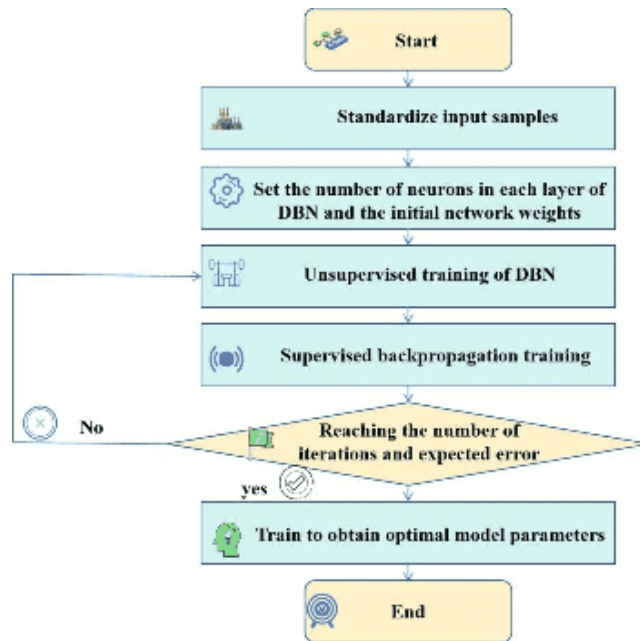 Start
Standardize input samples
Set the number of neurons in each layer of
DBN and the initial network weights
Unsupervised training of DBN
Supervised backpropagation training
No
Reaching the number of
iterations and expected error
yes
Train to obtain optimal model parameters
End